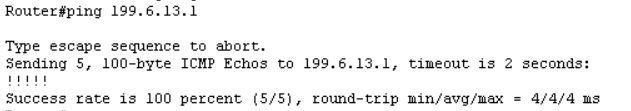 Router#ping 199.6.13.1
Type escape sequence to abort.
Sending 5, 100-byte ICMP Echos to 199.6.13.1, timeout is 2 seconds:
!!!!!
Success rate is 100 percent (5/5), round-trip min/avg/max = 4/4/4 ms